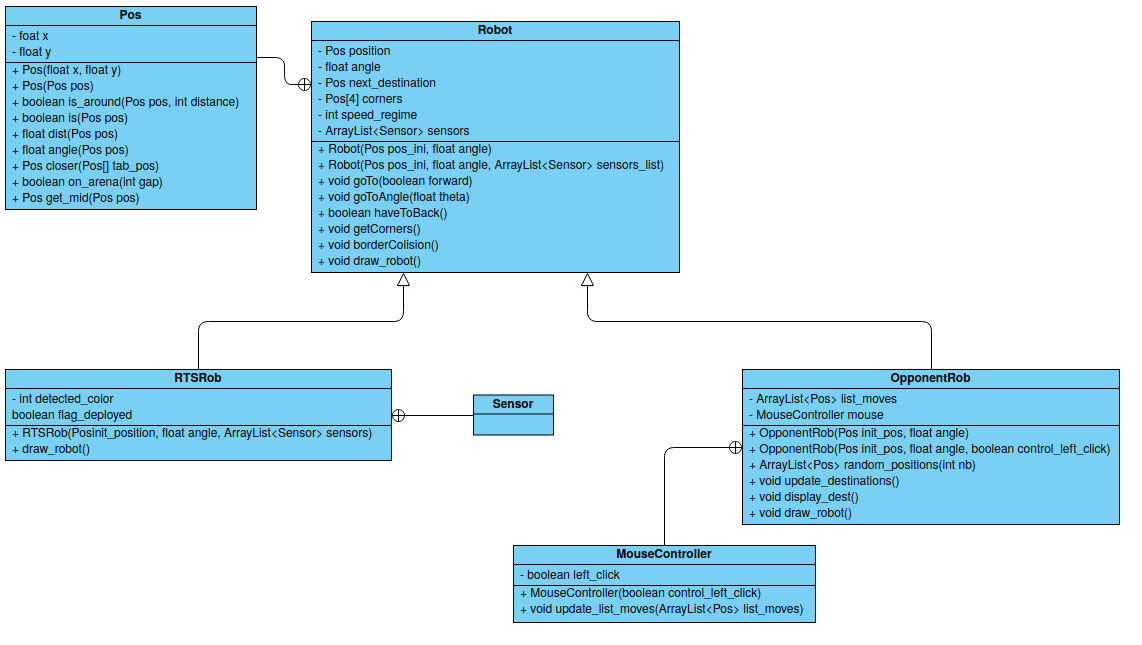 Pos
- foat x
- float y
+ Pos(float x, float y)
+ Pos(Pos pos)
+ boolean is_around(Pos pos, int distance)
+ boolean is(Pos pos)
+ float dist(Pos pos)
+ float angle(Pos pos)
+ Pos closer(Pos[] tab_pos)
+ boolean on_arena(int gap)
+ Pos get_mid(Pos pos)
Robot
- Pos position
- float angle
- Pos next_destination
- Pos[4] corners
- int speed_regime
- ArrayList<Sensor> sensors
+ Robot(Pos pos_ini, float angle)
+ Robot(Pos pos_ini, float angle, ArrayList<Sensor> sensors_list)
+ void goTo(boolean forward)
+ void goToAngle(float theta)
+ boolean haveToBack()
+ void getCorners()
+ void borderColision()
+ void draw_robot()
RTSRob
- int detected_color
boolean flag_deployed
+ RTSRob(Posinit_position, float angle, ArrayList<Sensor> sensors)
+ draw_robot()
Sensor
OpponentRob
- ArrayList<Pos> list_moves
- MouseController mouse
+ OpponentRob(Pos init_pos, float angle)
+ OpponentRob(Pos init_pos, float angle, boolean control_left_click)
+ ArrayList<Pos> random_positions(int nb)
+ void update_destinations()
+ void display_dest()
+ void draw_robot()
MouseController
- boolean left_click
+ MouseController(boolean control_left_click)
+ void update_list_moves(ArrayList<Pos> list_moves)